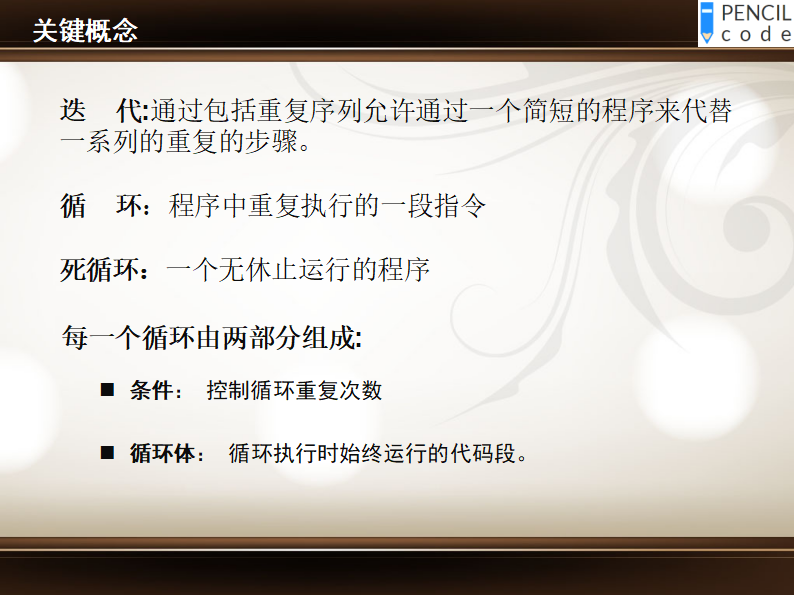 关键概念
PENCIL
code
迭 代:通过包括重复序列允许通过一个简短的程序来代替
一系列的重复的步骤。
循 环：程序中重复执行的一段指令
死循环：一个无休止运行的程序
每一个循环由两部分组成:
■ 条件： 控制循环重复次数
■ 循环体： 循环执行时始终运行的代码段。